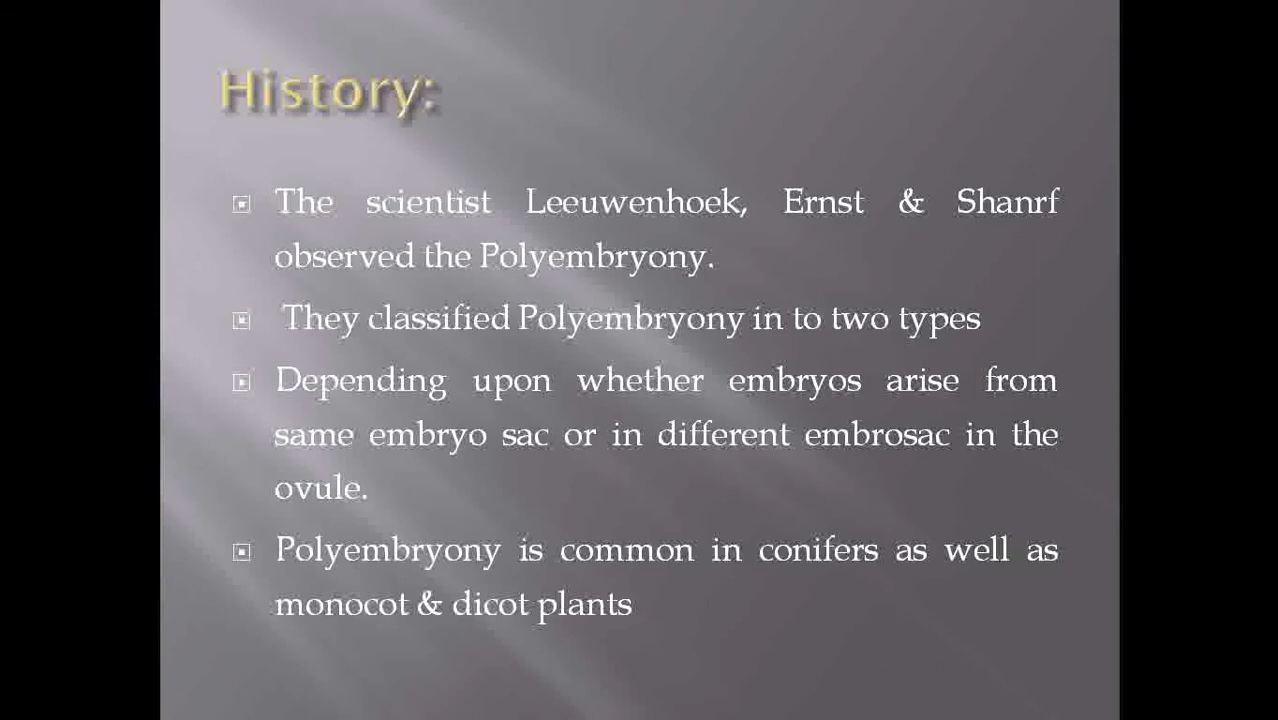 History:
The scientist Leeuwenhoek, Ernst & Shanrf
observed the Polyembryony.
They classified Polyembryony in to two types
Depending upon whether embryos arise from
same embryo sac or in different embrosac in the
ovule.
Polyembryony is common in conifers as well as
monocot & dicot plants